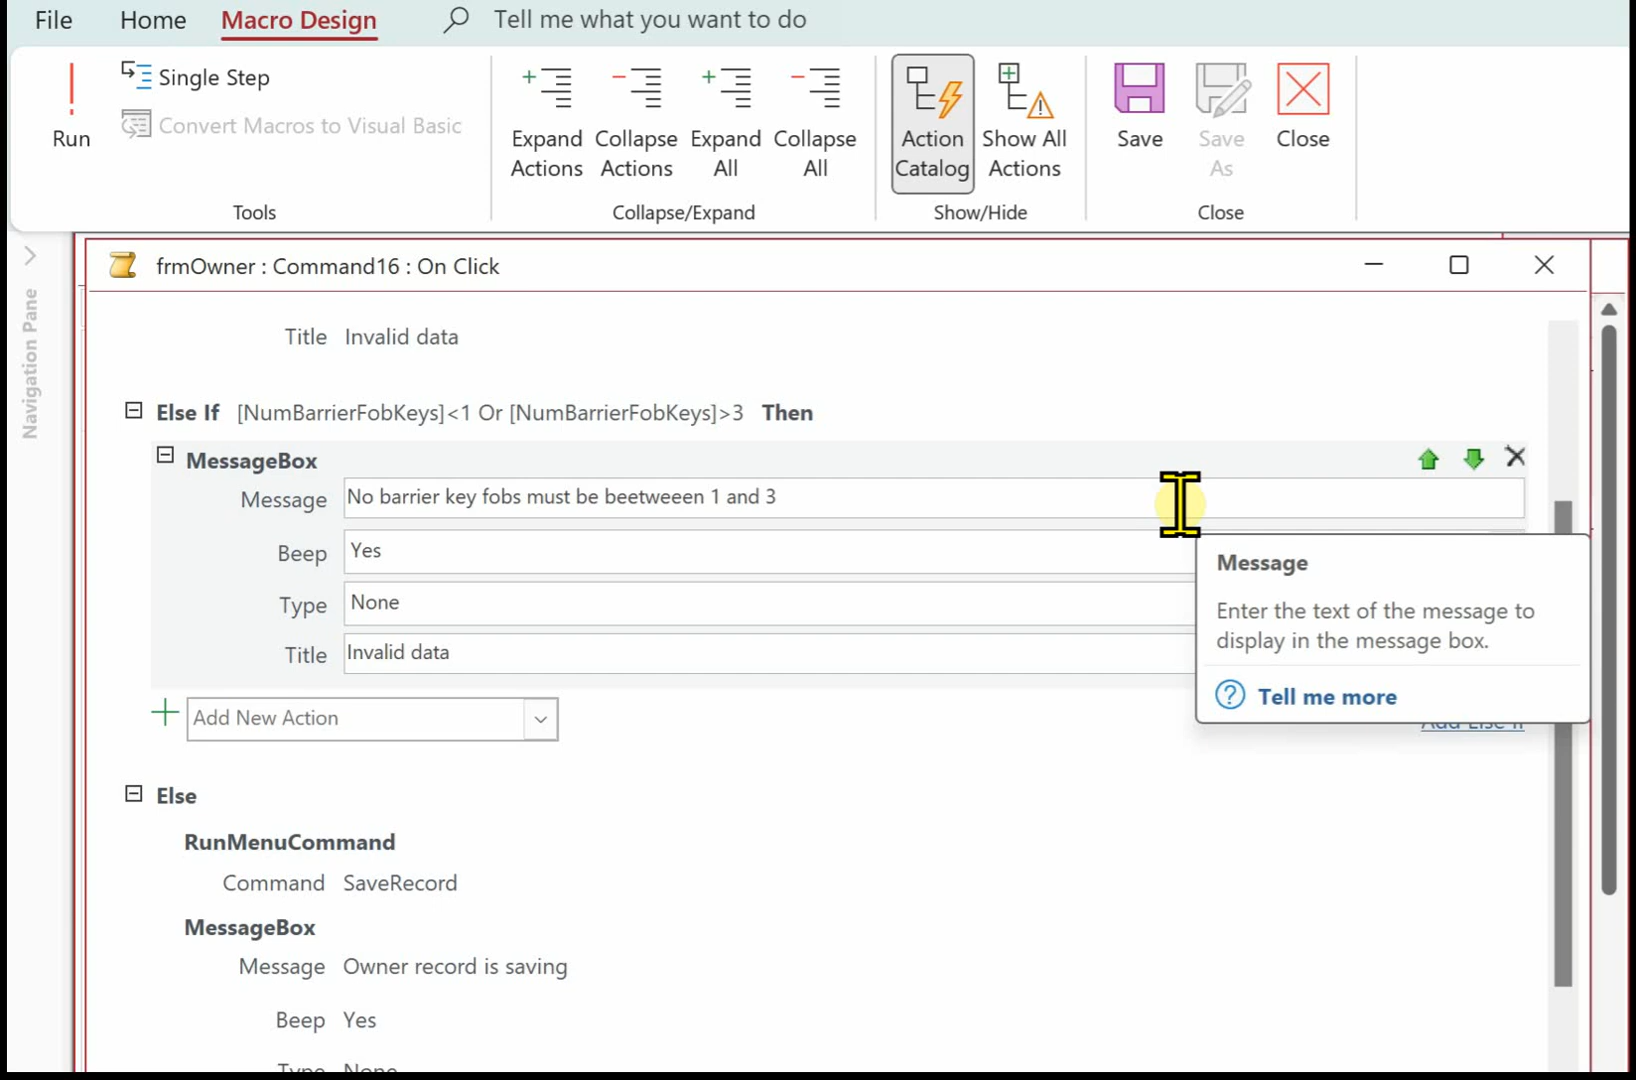 File Home Macro Design Tell me what you want to do
Run
Single Step
Convert Macros to Visual Basic
Expand Actions
Collapse Actions
Expand All
Collapse All
Action Catalog
Show All Actions
Save
Save As
Close
Tools Collapse/Expand Show/Hide Close
Navigation Pane
frmOwner : Command16 : On Click
Title Invalid data
Else If [NumBarrierFobKeys]<1 Or [NumBarrierFobKeys]>3 Then
MessageBox
Message No barrier key fobs must be beetweeen 1 and 3
Beep Yes
Type None
Title Invalid data
Message
Enter the text of the message to
display in the message box.
Tell me more
Add New Action
Add Else If
Else
RunMenuCommand
Command SaveRecord
MessageBox
Message Owner record is saving
Beep Yes
Type None